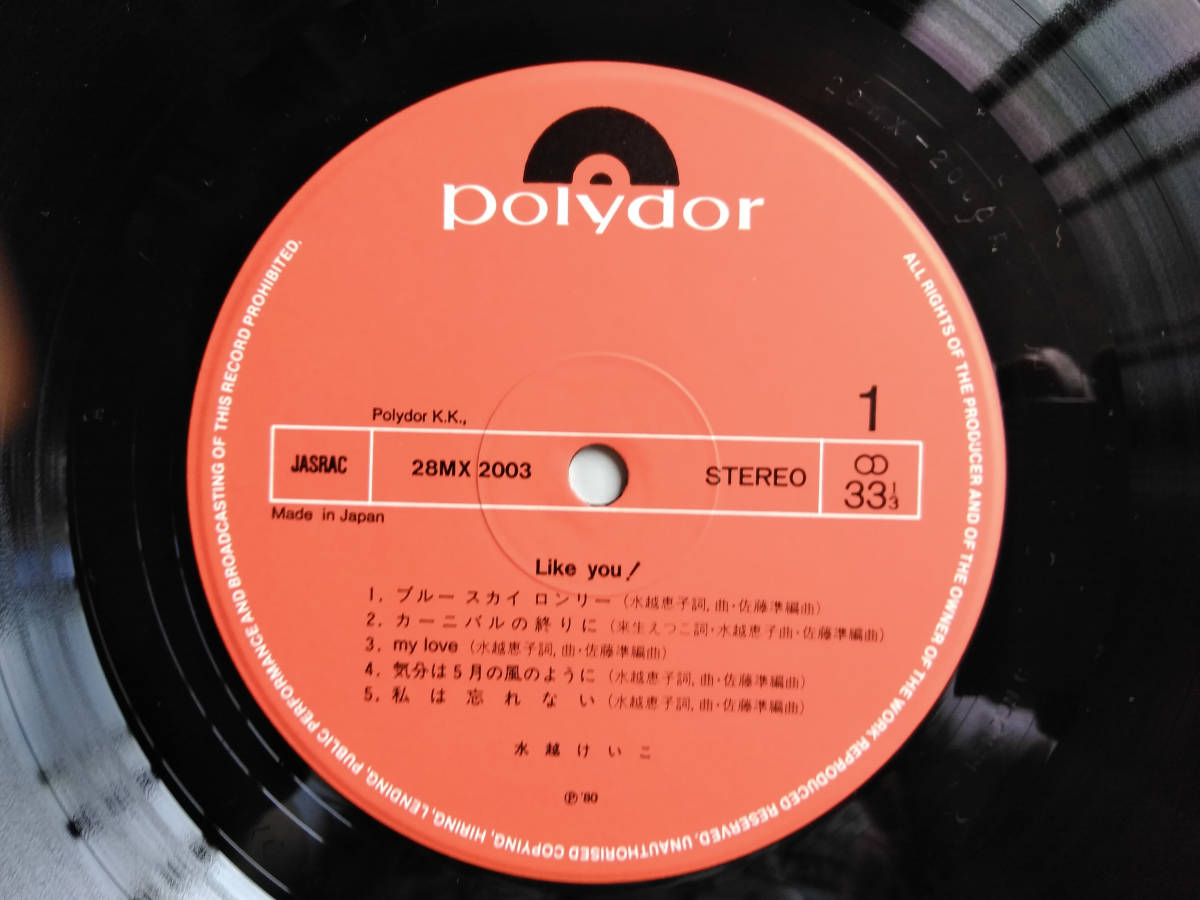 polydor
1
Polydor K.K.,
JASRAC
28MX 2003
STEREO
33 1/3
Made in Japan
Like you!
1. ブルー スカイ ロンリー (水越恵子詞, 曲・佐藤準編曲)
2. カーニバルの終りに (来生えつこ詞・水越恵子曲・佐藤準編曲)
3. my love (水越恵子詞, 曲・佐藤準編曲)
4. 気分は5月の風のように (水越恵子詞, 曲・佐藤準編曲)
5. 私は忘れない (水越恵子詞, 曲・佐藤準編曲)
水越けいこ
Ⓟ '80
ALL RIGHTS OF THE PRODUCER AND OF THE OWNER OF THE WORK REPRODUCED RESERVED. UNAUTHORISED COPYING, HIRING, LENDING, PUBLIC PERFORMANCE AND BROADCASTING OF THIS RECORD PROHIBITED.